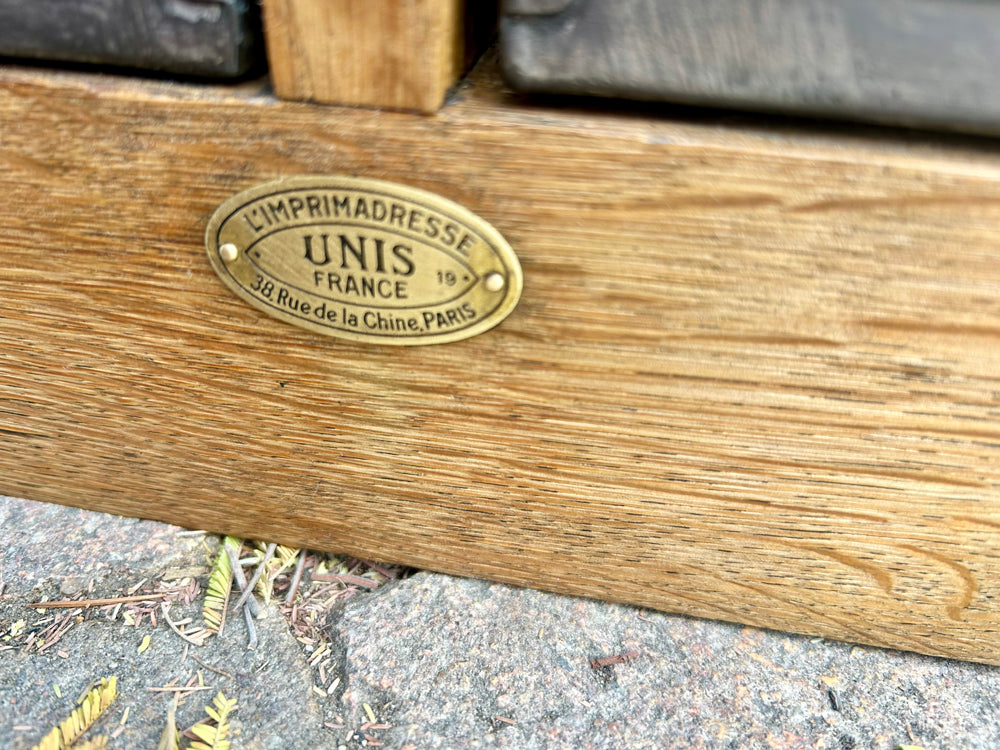 L'IMPRIMADRESSE
UNIS
FRANCE
19
38, Rue de la Chine, PARIS